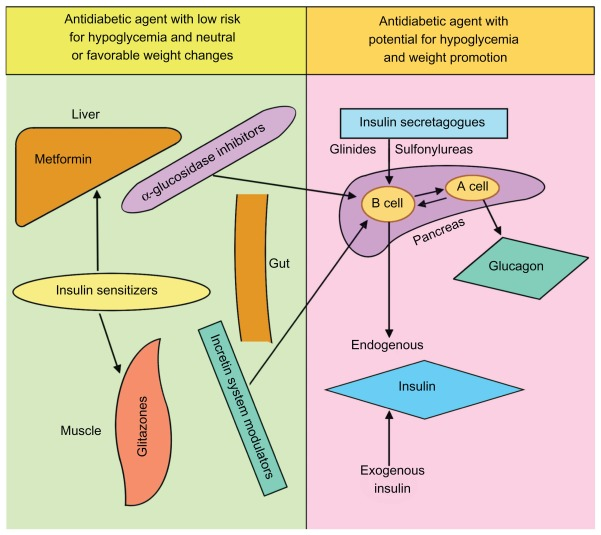 Antidiabetic agent with low risk
for hypoglycemia and neutral
or favorable weight changes
Antidiabetic agent with
potential for hypoglycemia
and weight promotion
Liver
Metformin
α-glucosidase inhibitors
Insulin sensitizers
Gut
Muscle
Glitazones
Incretin system modulators
Insulin secretagogues
Glinides
Sulfonylureas
B cell
A cell
Pancreas
Glucagon
Endogenous
Insulin
Exogenous
insulin